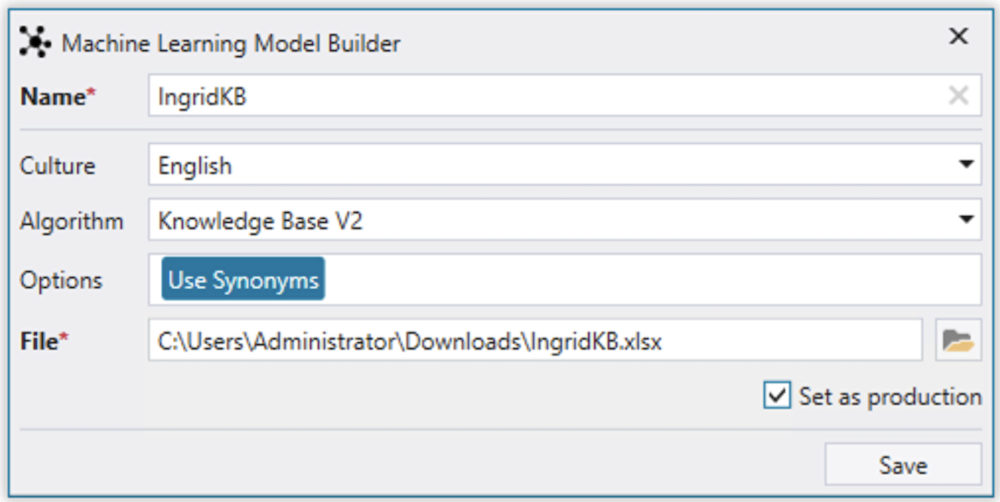 Machine Learning Model Builder
Name* IngridKB
Culture English
Algorithm Knowledge Base V2
Options Use Synonyms
File* C:\Users\Administrator\Downloads\IngridKB.xlsx
Set as production
Save